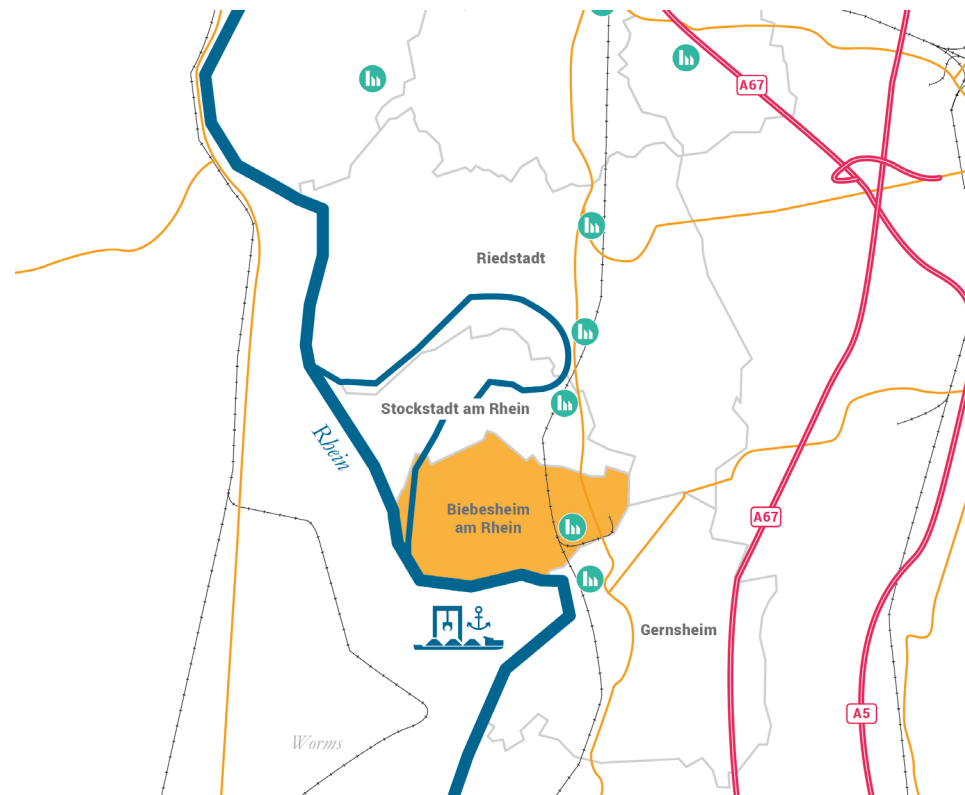 A67
Riedstadt
Stockstadt am Rhein
Rhein
Biebesheim
am Rhein
A67
Gernsheim
A5
Worms